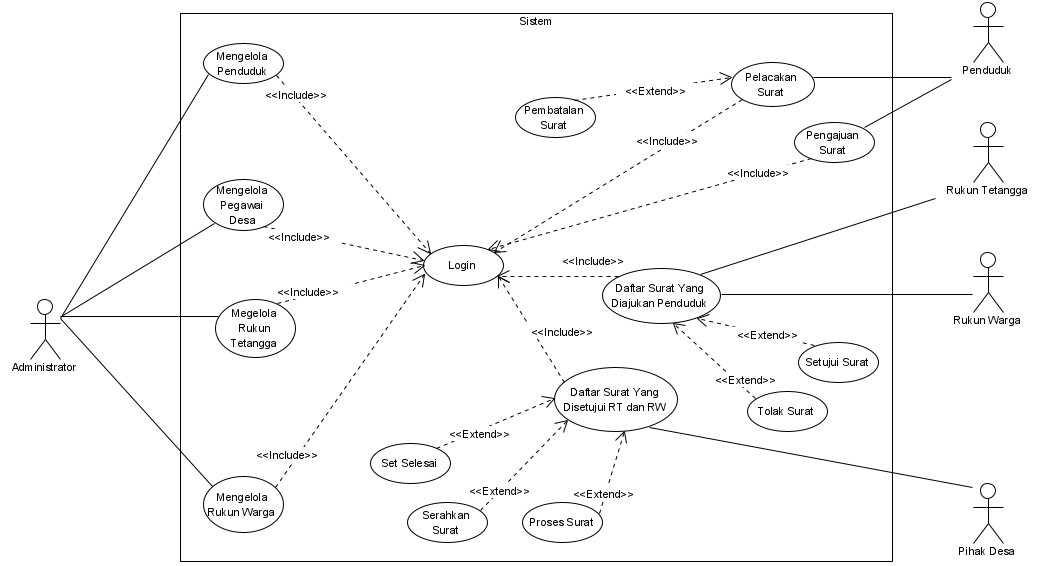 Sistem
Mengelola
Penduduk
<<Include>>
Pelacakan
Surat
<<Extend>>
Pembatalan
Surat
Penduduk
<<Include>>
Pengajuan
Surat
<<Include>>
Mengelola
Pegawai
Desa
<<Include>>
Rukun Tetangga
Login
<<Include>>
<<Include>>
Daftar Surat Yang
Diajukan Penduduk
Megelola
Rukun
Tetangga
Rukun Warga
<<Include>>
<<Extend>>
Setujui Surat
Administrator
<<Extend>>
Tolak Surat
Daftar Surat Yang
Disetujui RT dan RW
<<Extend>>
Set Selesai
<<Include>>
Mengelola
Rukun Warga
<<Extend>>
Serahkan
Surat
<<Extend>>
Proses Surat
Pihak Desa